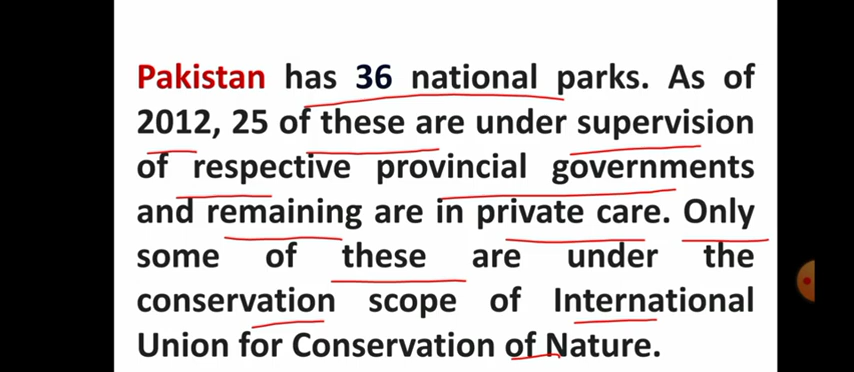 Pakistan has 36 national parks. As of
2012, 25 of these are under supervision
of respective provincial governments
and remaining are in private care. Only
some of these are under the
conservation scope of International
Union for Conservation of Nature.